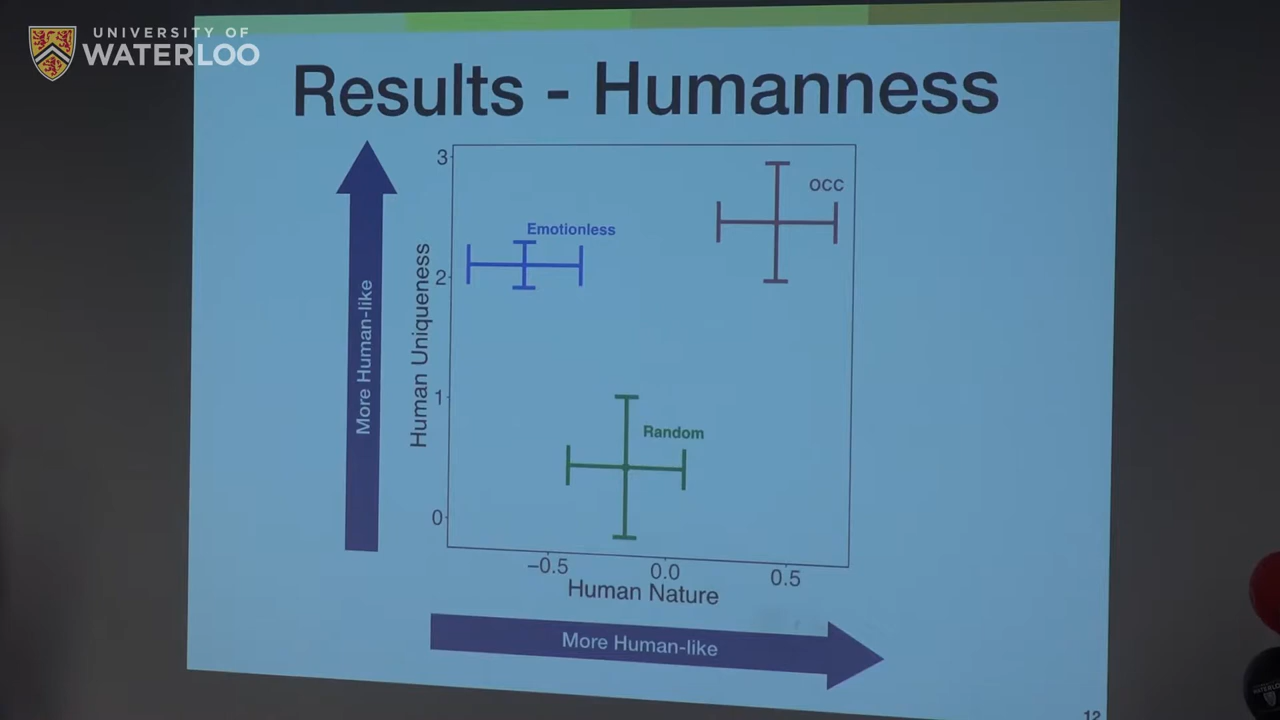 UNIVERSITY OF
WATERLOO
Results - Humanness
More Human-like
Human Uniqueness
3
2
1
0
Emotionless
OCC
Random
−0.5
0.0
0.5
Human Nature
More Human-like
12